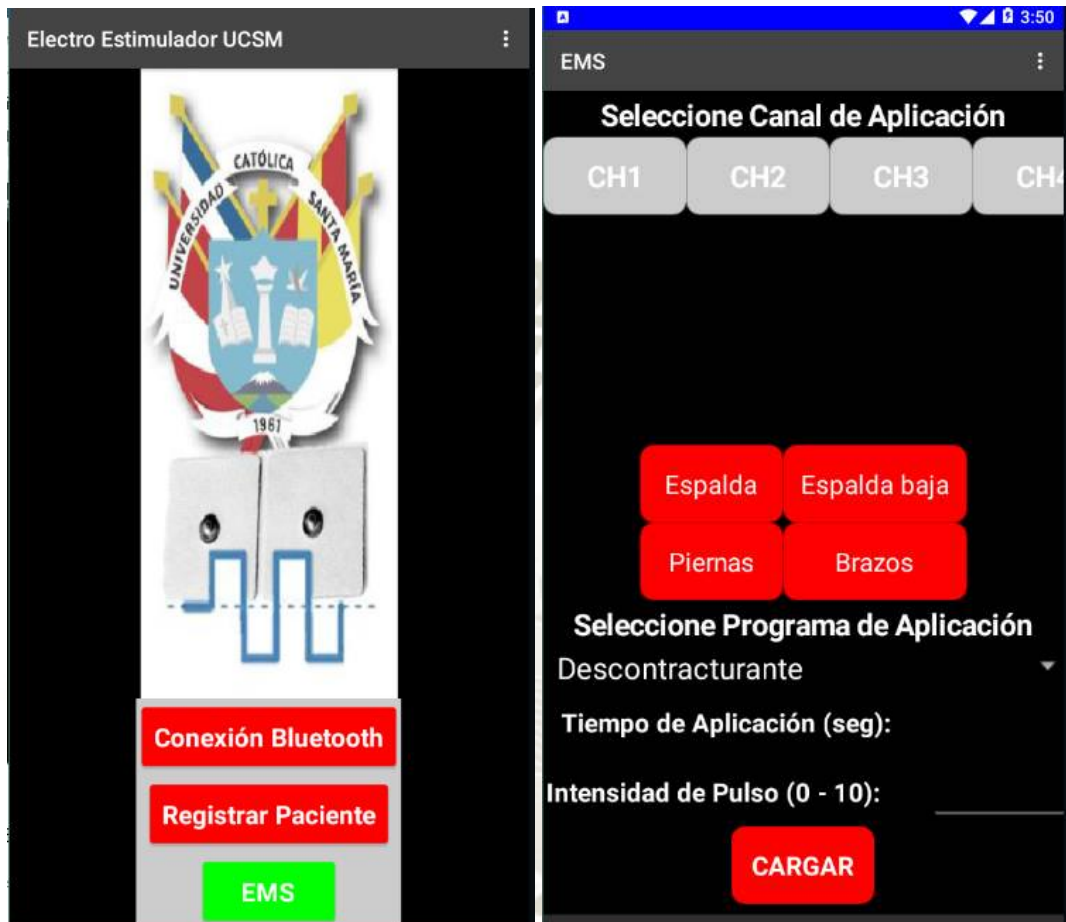 Electro Estimulador UCSM
UNIVERSIDAD CATÓLICA SANTA MARÍA
1961
Conexión Bluetooth
Registrar Paciente
EMS
3:50
EMS
Seleccione Canal de Aplicación
CH1 CH2 CH3 CH4
Espalda Espalda baja
Piernas Brazos
Seleccione Programa de Aplicación
Descontracturante
Tiempo de Aplicación (seg):
Intensidad de Pulso (0 - 10):
CARGAR